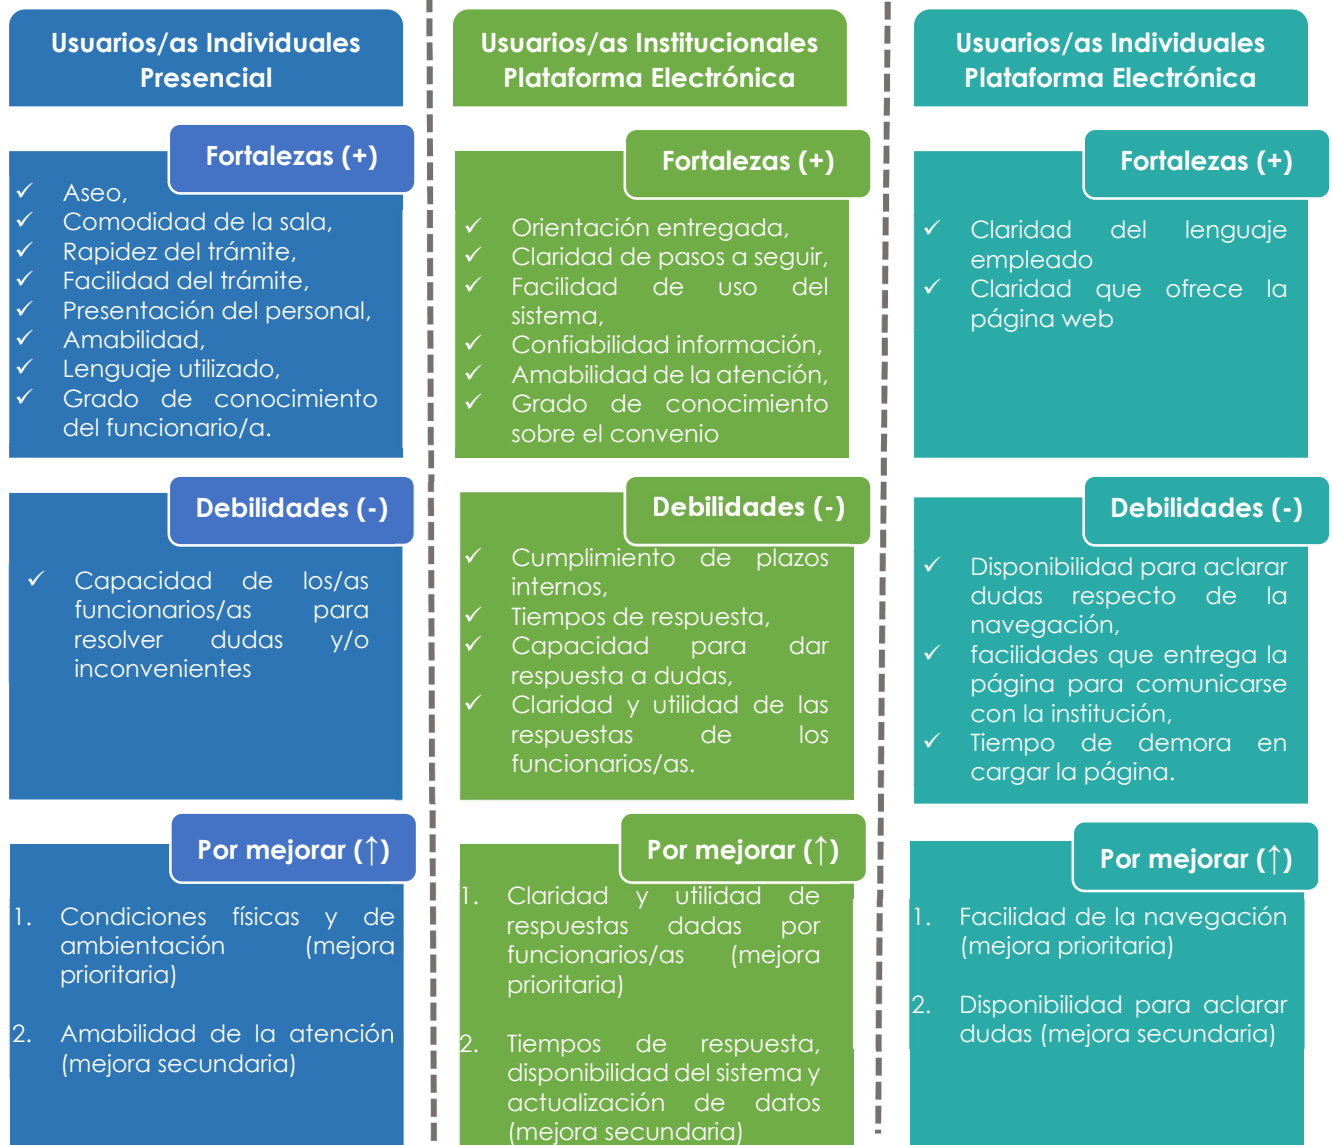 Usuarios/as Individuales
Presencial
Fortalezas (+)
✓ Aseo,
✓ Comodidad de la sala,
✓ Rapidez del trámite,
✓ Facilidad del trámite,
✓ Presentación del personal,
✓ Amabilidad,
✓ Lenguaje utilizado,
✓ Grado de conocimiento
del funcionario/a.
Debilidades (-)
✓ Capacidad de los/as
funcionarios/as para
resolver dudas y/o
inconvenientes
Por mejorar (↑)
1. Condiciones físicas y de
ambientación (mejora
prioritaria)
2. Amabilidad de la atención
(mejora secundaria)
Usuarios/as Institucionales
Plataforma Electrónica
Fortalezas (+)
✓ Orientación entregada,
✓ Claridad de pasos a seguir,
✓ Facilidad de uso del
sistema,
✓ Confiabilidad información,
✓ Amabilidad de la atención,
✓ Grado de conocimiento
sobre el convenio
Debilidades (-)
✓ Cumplimiento de plazos
internos,
✓ Tiempos de respuesta,
✓ Capacidad para dar
respuesta a dudas,
✓ Claridad y utilidad de las
respuestas de los
funcionarios/as.
Por mejorar (↑)
1. Claridad y utilidad de
respuestas dadas por
funcionarios/as (mejora
prioritaria)
2. Tiempos de respuesta,
disponibilidad del sistema y
actualización de datos
(mejora secundaria)
Usuarios/as Individuales
Plataforma Electrónica
Fortalezas (+)
✓ Claridad del lenguaje
empleado
✓ Claridad que ofrece la
página web
Debilidades (-)
✓ Disponibilidad para aclarar
dudas respecto de la
navegación,
✓ facilidades que entrega la
página para comunicarse
con la institución,
✓ Tiempo de demora en
cargar la página.
Por mejorar (↑)
1. Facilidad de la navegación
(mejora prioritaria)
2. Disponibilidad para aclarar
dudas (mejora secundaria)